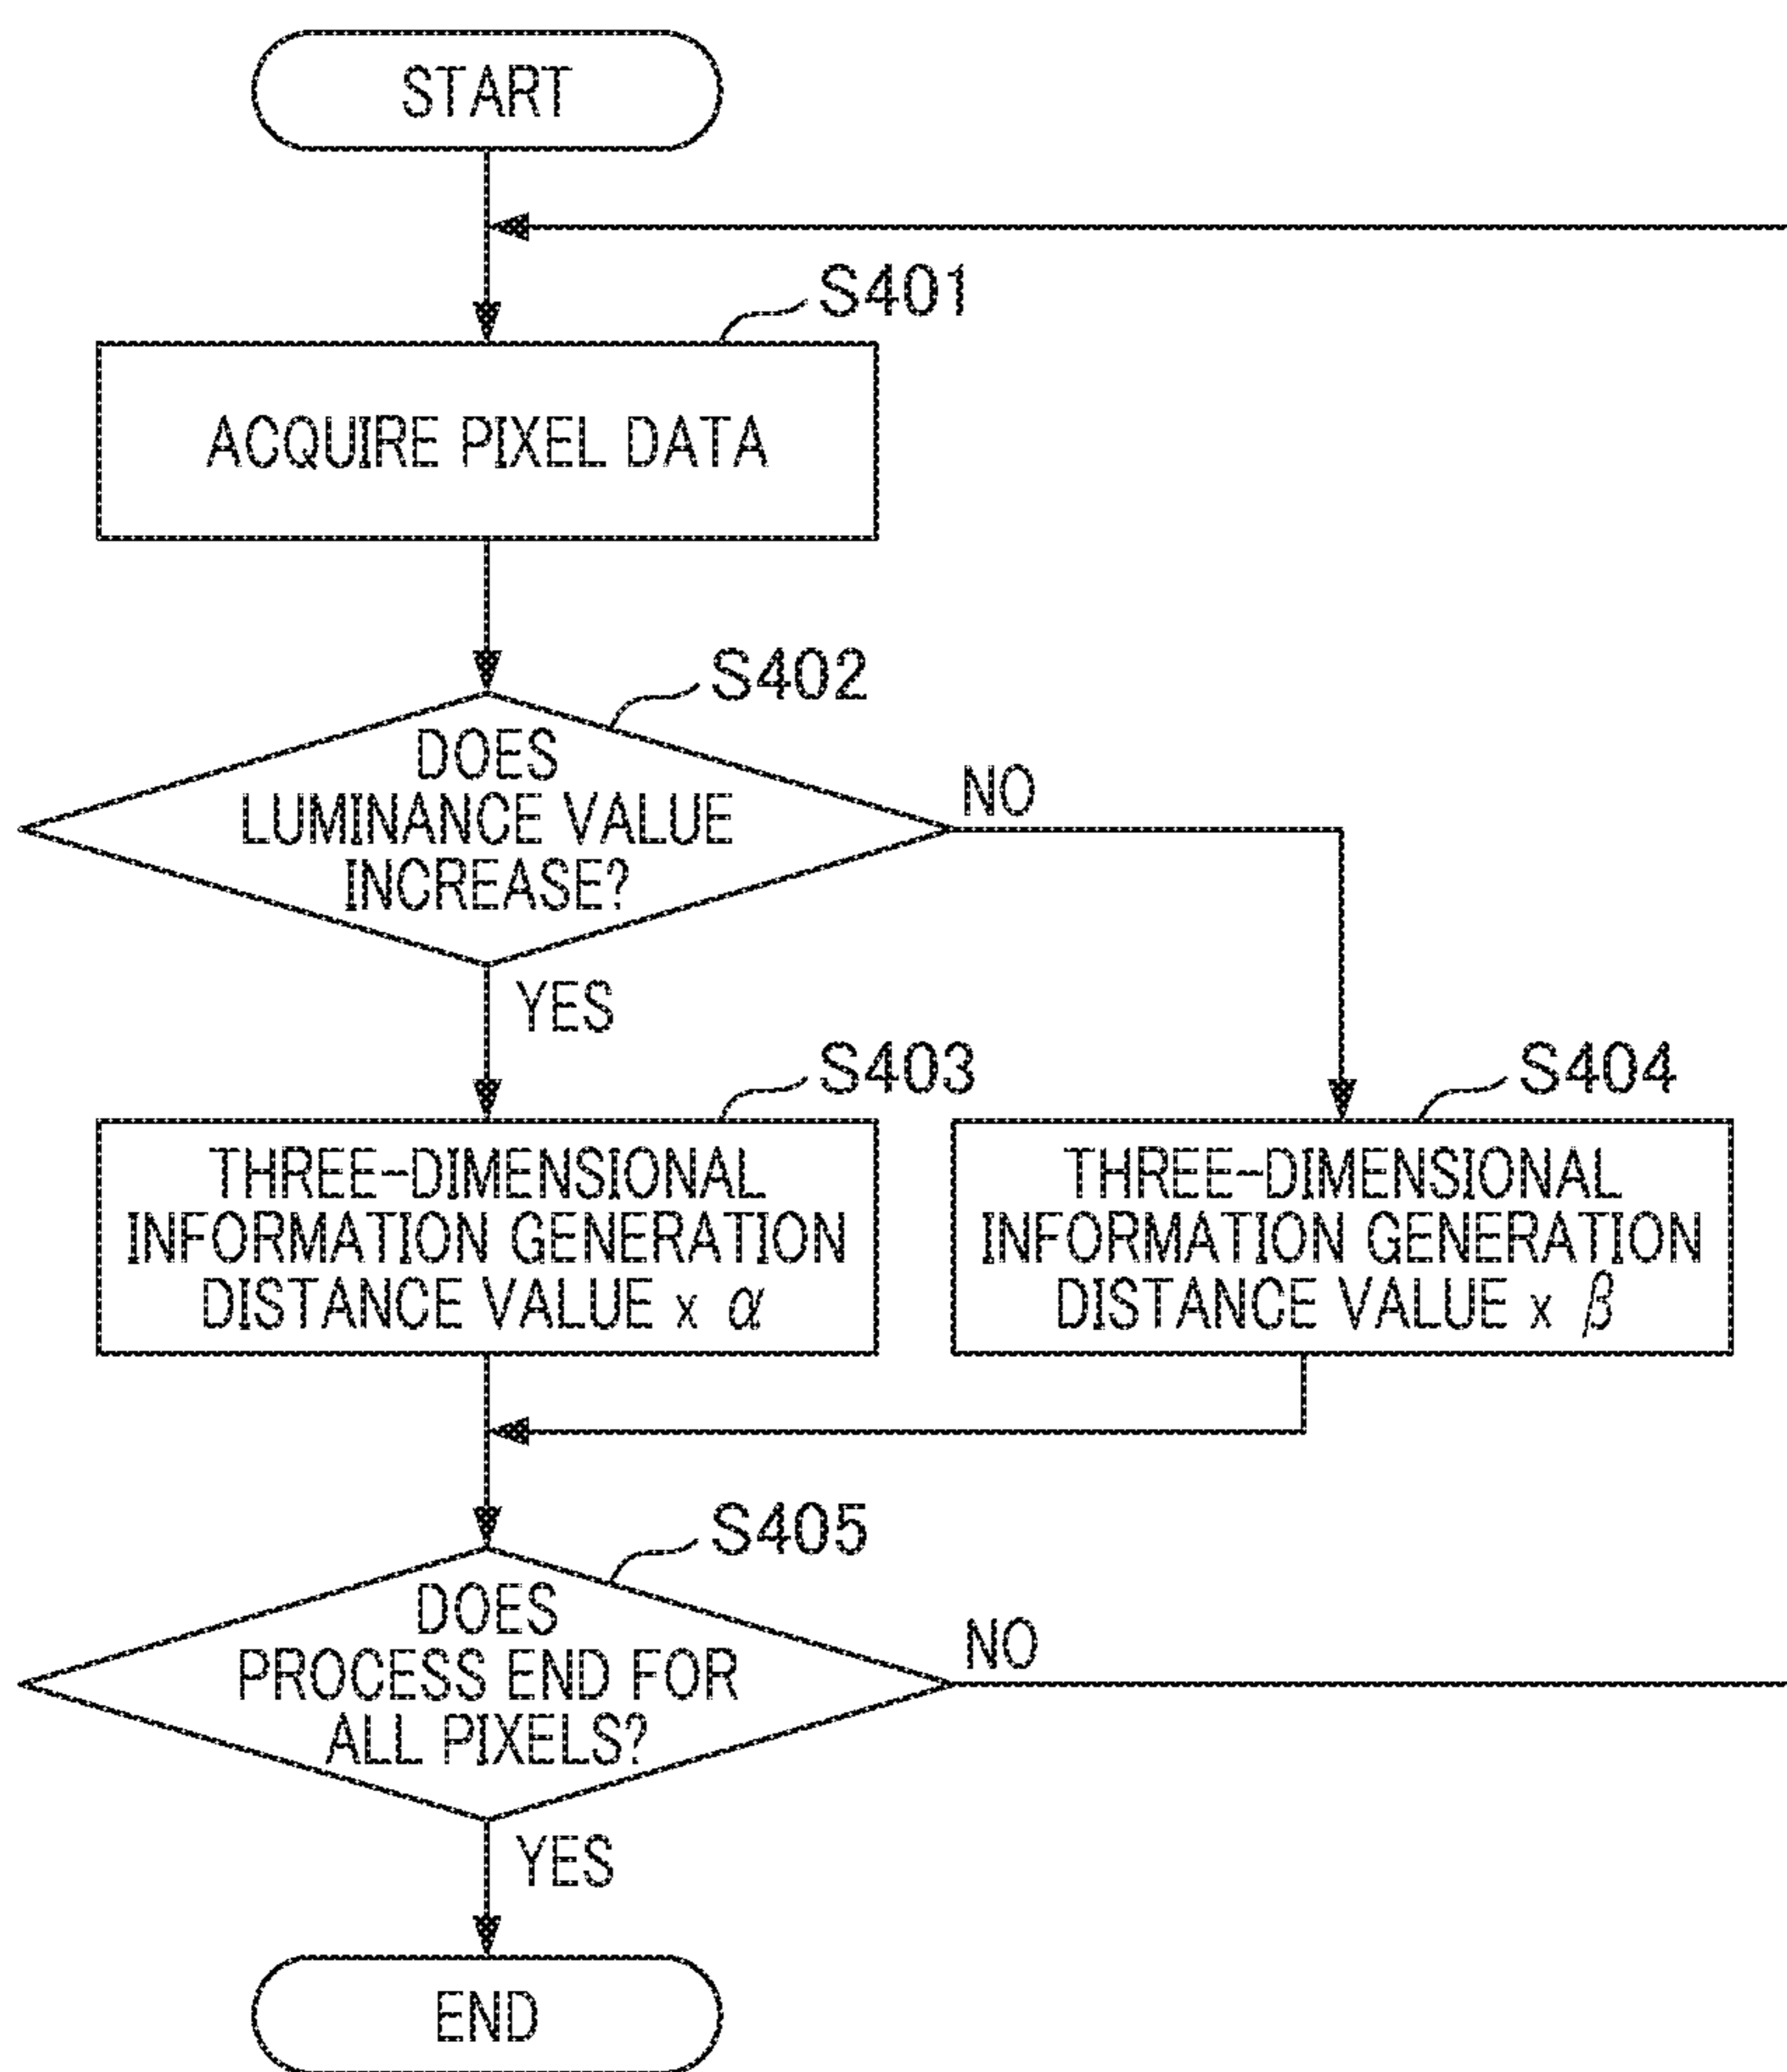 START
S401
ACQUIRE PIXEL DATA
S402
DOES
LUMINANCE VALUE
INCREASE?
NO
YES
S403
THREE-DIMENSIONAL
INFORMATION GENERATION
DISTANCE VALUE x α
S404
THREE-DIMENSIONAL
INFORMATION GENERATION
DISTANCE VALUE x β
S405
DOES
PROCESS END FOR
ALL PIXELS?
NO
YES
END